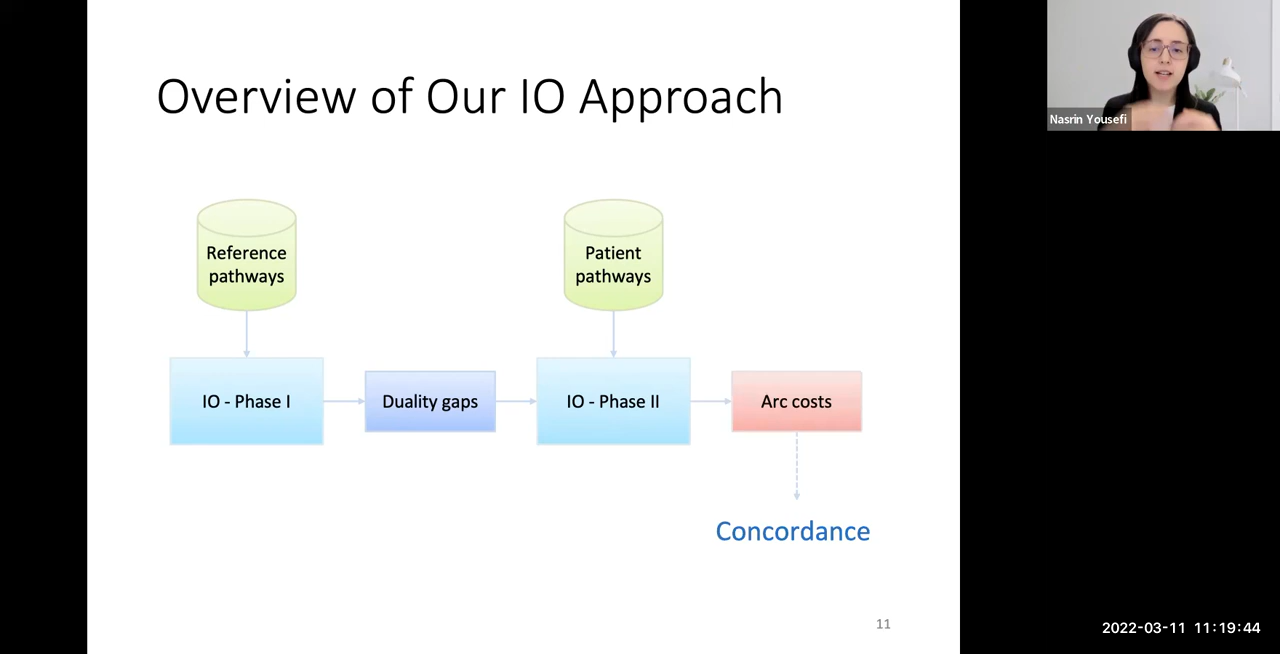 Overview of Our IO Approach
Nasrin Yousefi
Reference
pathways
Patient
pathways
IO - Phase I
Duality gaps
IO - Phase II
Arc costs
Concordance
11
2022-03-11 11:19:44